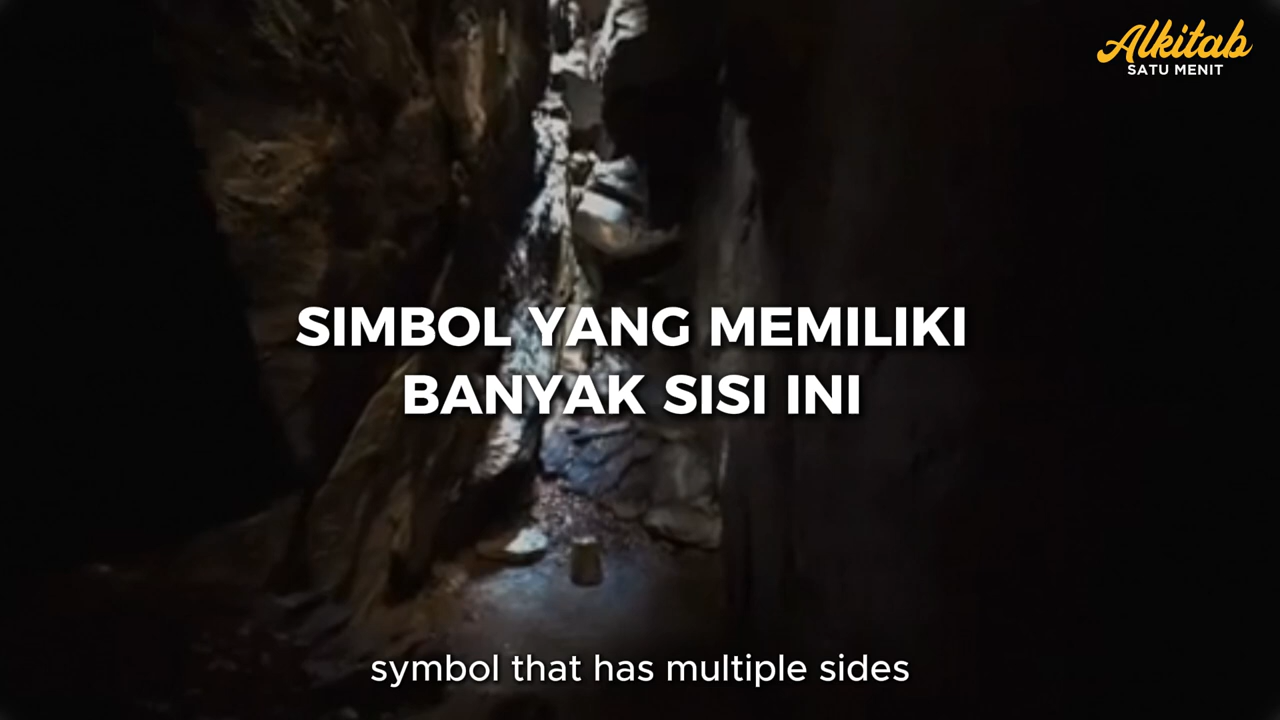 Alkitab
SATU MENIT
SIMBOL YANG MEMILIKI
BANYAK SISI INI
symbol that has multiple sides